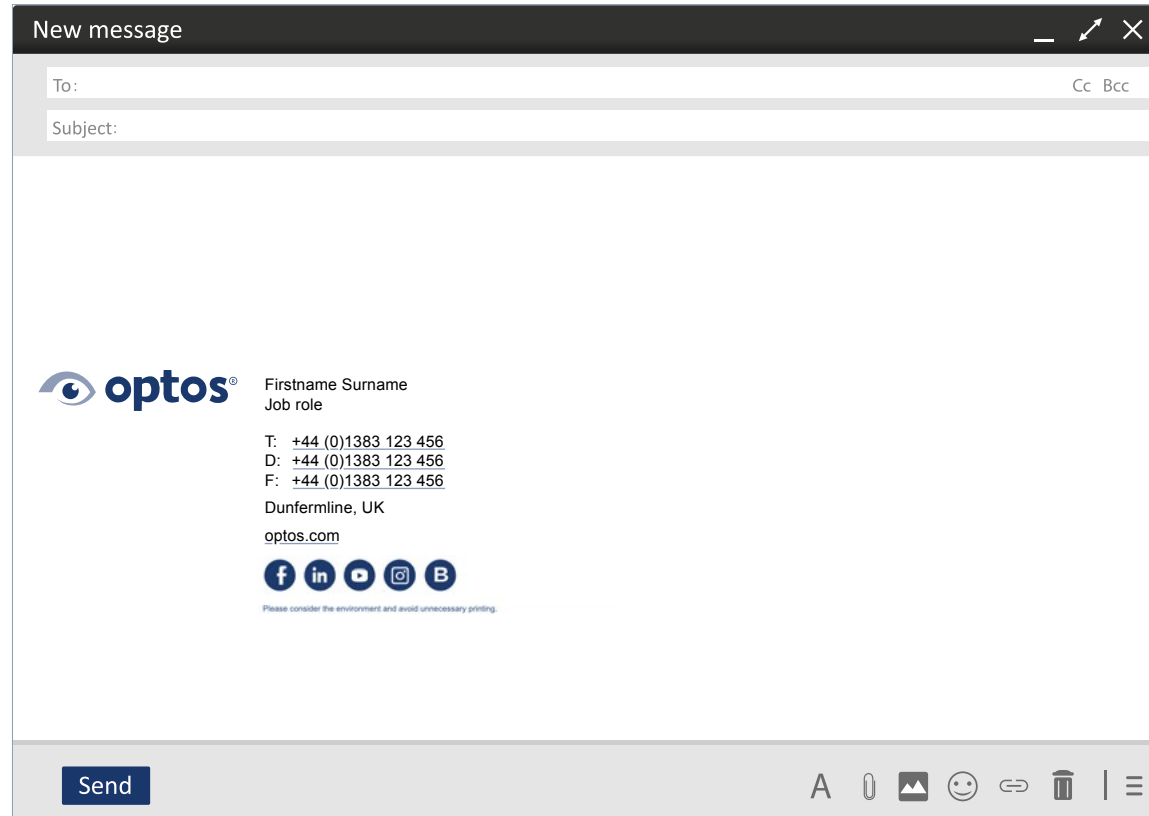 New message
To: Cc Bcc
Subject:
optos®
Firstname Surname
Job role
T: +44 (0)1383 123 456
D: +44 (0)1383 123 456
F: +44 (0)1383 123 456
Dunfermline, UK
optos.com
f in B
Please consider the environment and avoid unnecessary printing.
Send A